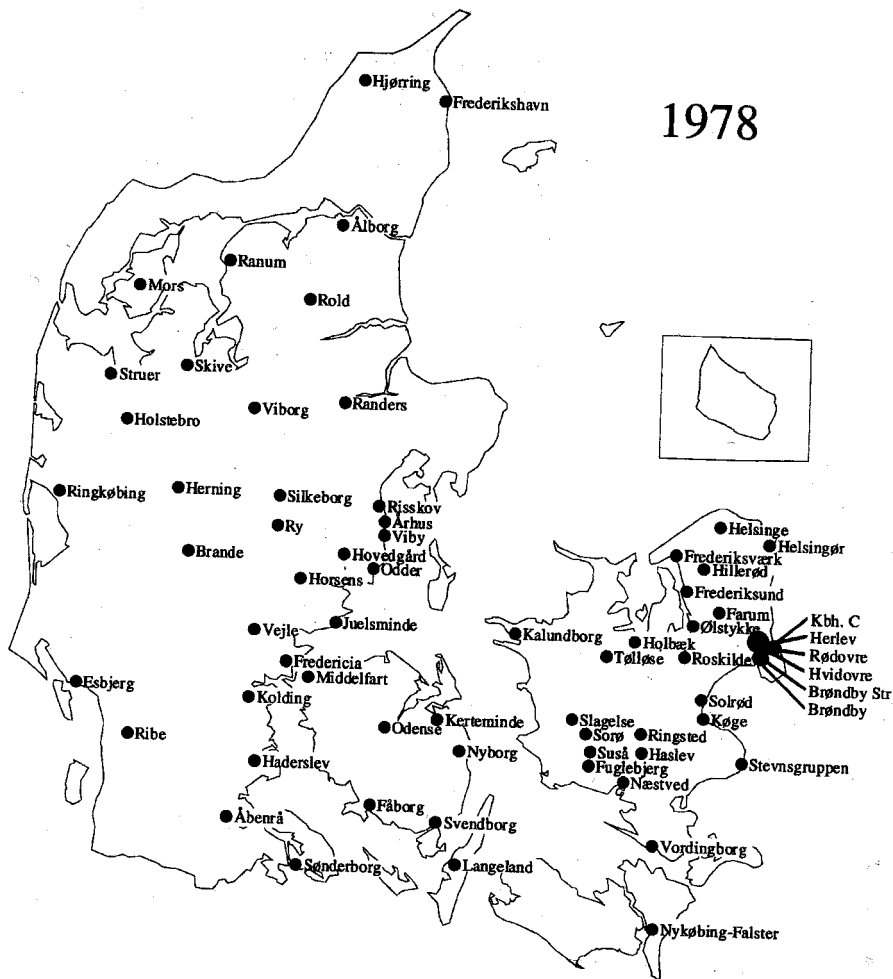 1978
Hjørring
Frederikshavn
Ålborg
Ranum
Mors
Rold
Skive
Struer
Randers
Viborg
Holstebro
Herning
Ringkøbing
Silkeborg
Risskov
Århus
Ry
Viby
Brande
Hovedgård
Odder
Horsens
Juelsminde
Vejle
Fredericia
Middelfart
Esbjerg
Kolding
Kerteminde
Odense
Ribe
Nyborg
Haderslev
Fåborg
Åbenrå
Svendborg
Sønderborg
Langeland
Helsinge
Helsingør
Frederiksværk
Hillerød
Frederiksund
Farum
Ølstykke
Kbh. C
Herlev
Rødovre
Hvidovre
Brøndby Str
Brøndby
Kalundborg
Holbæk
Tølløse
Roskilde
Solrød
Køge
Slagelse
Sorø
Ringsted
Suså
Haslev
Fuglebjerg
Stevnsgruppen
Næstved
Vordingborg
Nykøbing-Falster